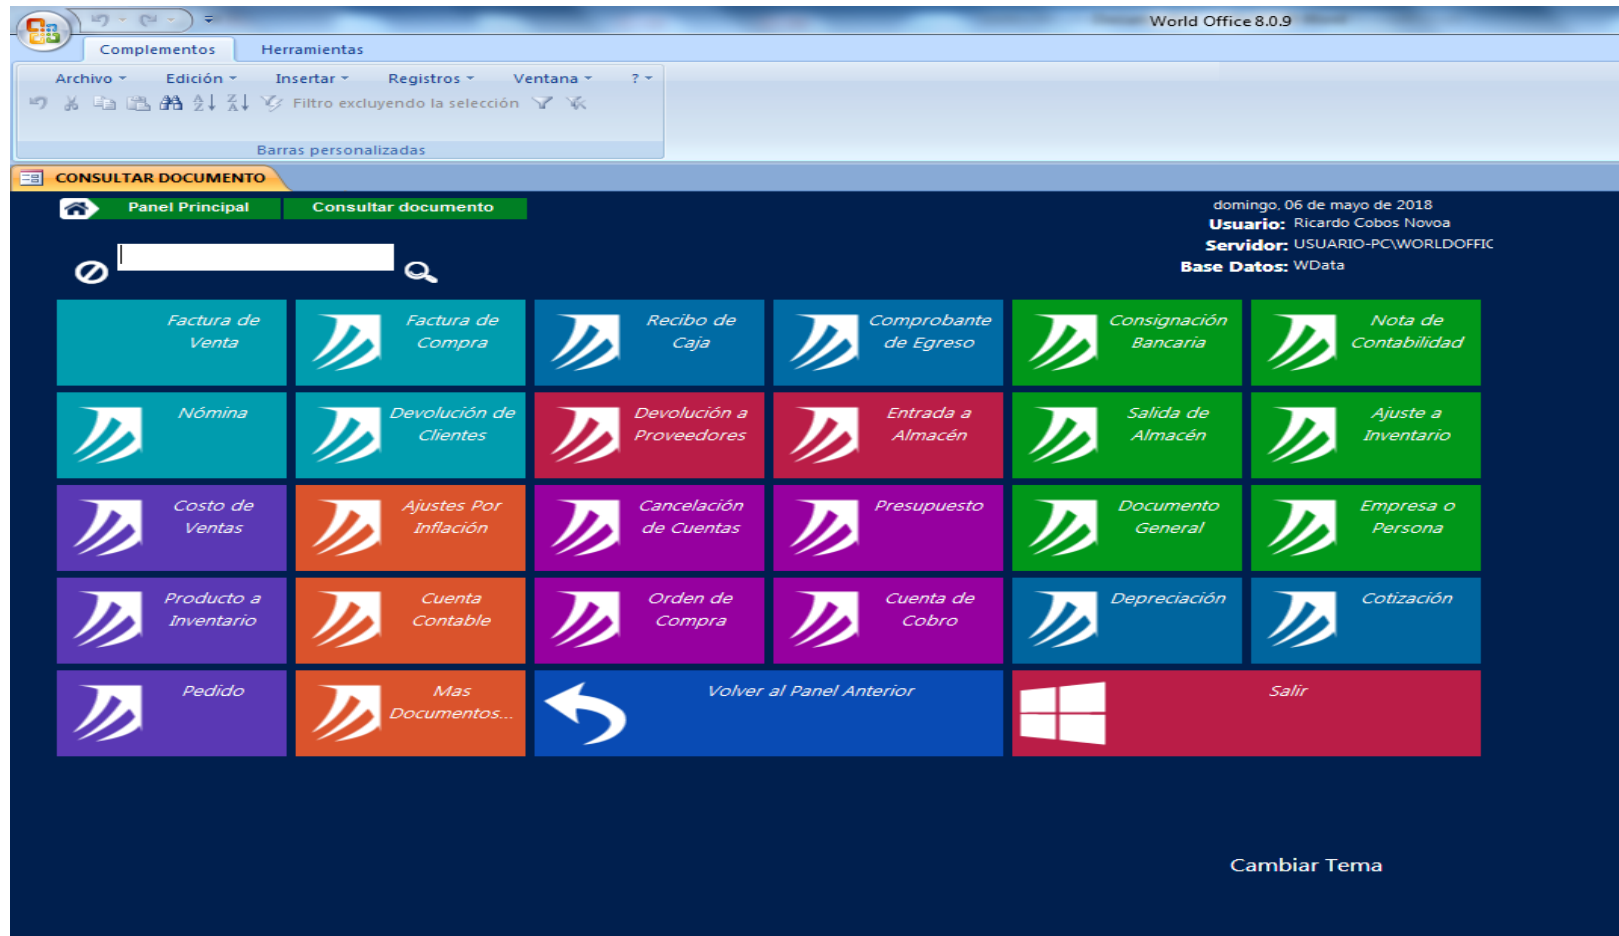 World Office 8.0.9
Complementos Herramientas
Archivo Edición Insertar Registros Ventana ?
Filtro excluyendo la selección
Barras personalizadas
CONSULTAR DOCUMENTO
Panel Principal Consultar documento
domingo, 06 de mayo de 2018
Usuario: Ricardo Cobos Novoa
Servidor: USUARIO-PC\WORLDOFFIC
Base Datos: WData
Factura de
Venta
Factura de
Compra
Recibo de
Caja
Comprobante
de Egreso
Consignación
Bancaria
Nota de
Contabilidad
Nómina
Devolución de
Clientes
Devolución a
Proveedores
Entrada a
Almacén
Salida de
Almacén
Ajuste a
Inventario
Costo de
Ventas
Ajustes Por
Inflación
Cancelación
de Cuentas
Presupuesto
Documento
General
Empresa o
Persona
Producto a
Inventario
Cuenta
Contable
Orden de
Compra
Cuenta de
Cobro
Depreciación
Cotización
Pedido
Mas
Documentos...
Volver al Panel Anterior
Salir
Cambiar Tema